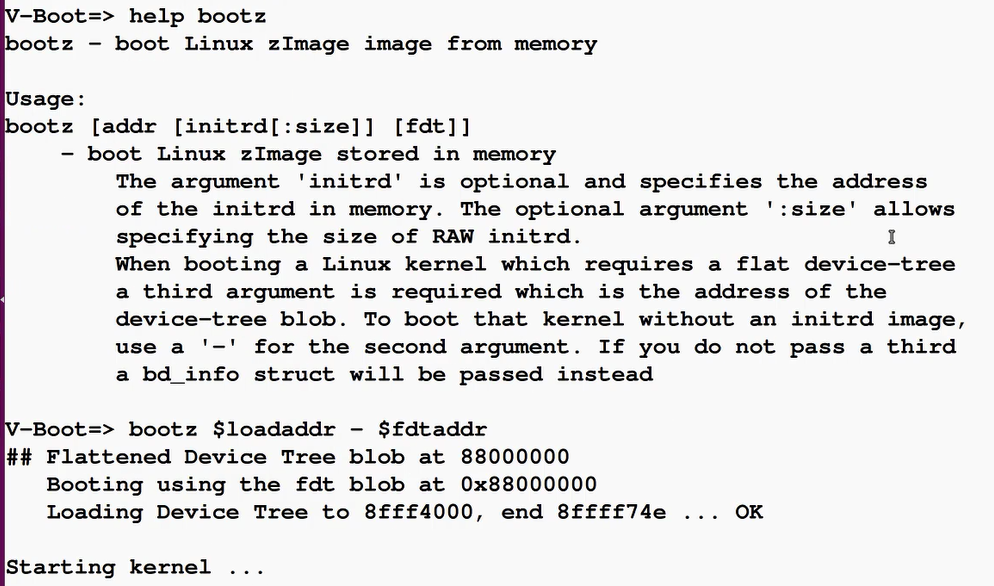 V-Boot=> help bootz
bootz - boot Linux zImage image from memory
Usage:
bootz [addr [initrd[:size]] [fdt]]
- boot Linux zImage stored in memory
The argument 'initrd' is optional and specifies the address
of the initrd in memory. The optional argument ':size' allows
specifying the size of RAW initrd.
When booting a Linux kernel which requires a flat device-tree
a third argument is required which is the address of the
device-tree blob. To boot that kernel without an initrd image,
use a '-' for the second argument. If you do not pass a third
a bd_info struct will be passed instead
V-Boot=> bootz $loadaddr - $fdtaddr
## Flattened Device Tree blob at 88000000
Booting using the fdt blob at 0x88000000
Loading Device Tree to 8fff4000, end 8ffff74e ... OK
Starting kernel ...